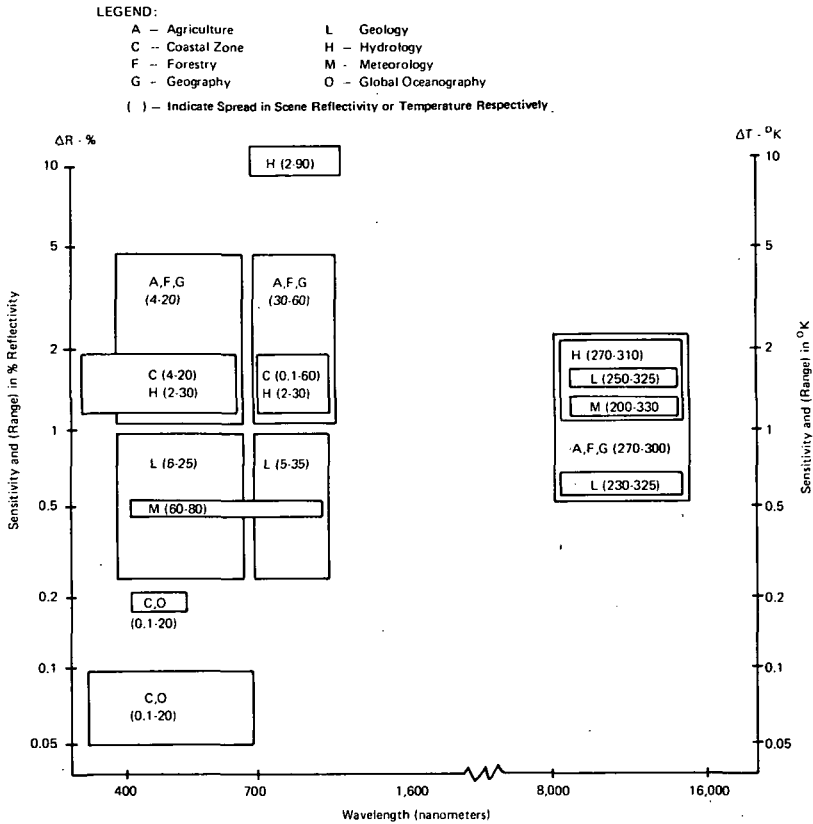 LEGEND:
A – Agriculture
C -- Coastal Zone
F – Forestry
G - Geography
L Geology
H – Hydrology
M - Meteorology
O – Global Oceanography
( ) – Indicate Spread in Scene Reflectivity or Temperature Respectively
ΔR - %
10
5
2
1
0.5
0.2
0.1
0.05
Sensitivity and (Range) in % Reflectivity
H (2-90)
A,F,G
(4-20)
A,F,G
(30-60)
C (4-20)
H (2-30)
C (0.1-60)
H (2-30)
L (6-25)
L (5-35)
M (60-80)
C,O
(0.1-20)
C,O
(0.1-20)
H (270-310)
L (250-325)
M (200-330
A,F,G (270-300)
L (230-325)
ΔT - °K
10
5
2
1
0.5
0.2
0.1
0.05
Sensitivity and (Range) in °K
400
700
1,600
8,000
16,000
Wavelength (nanometers)